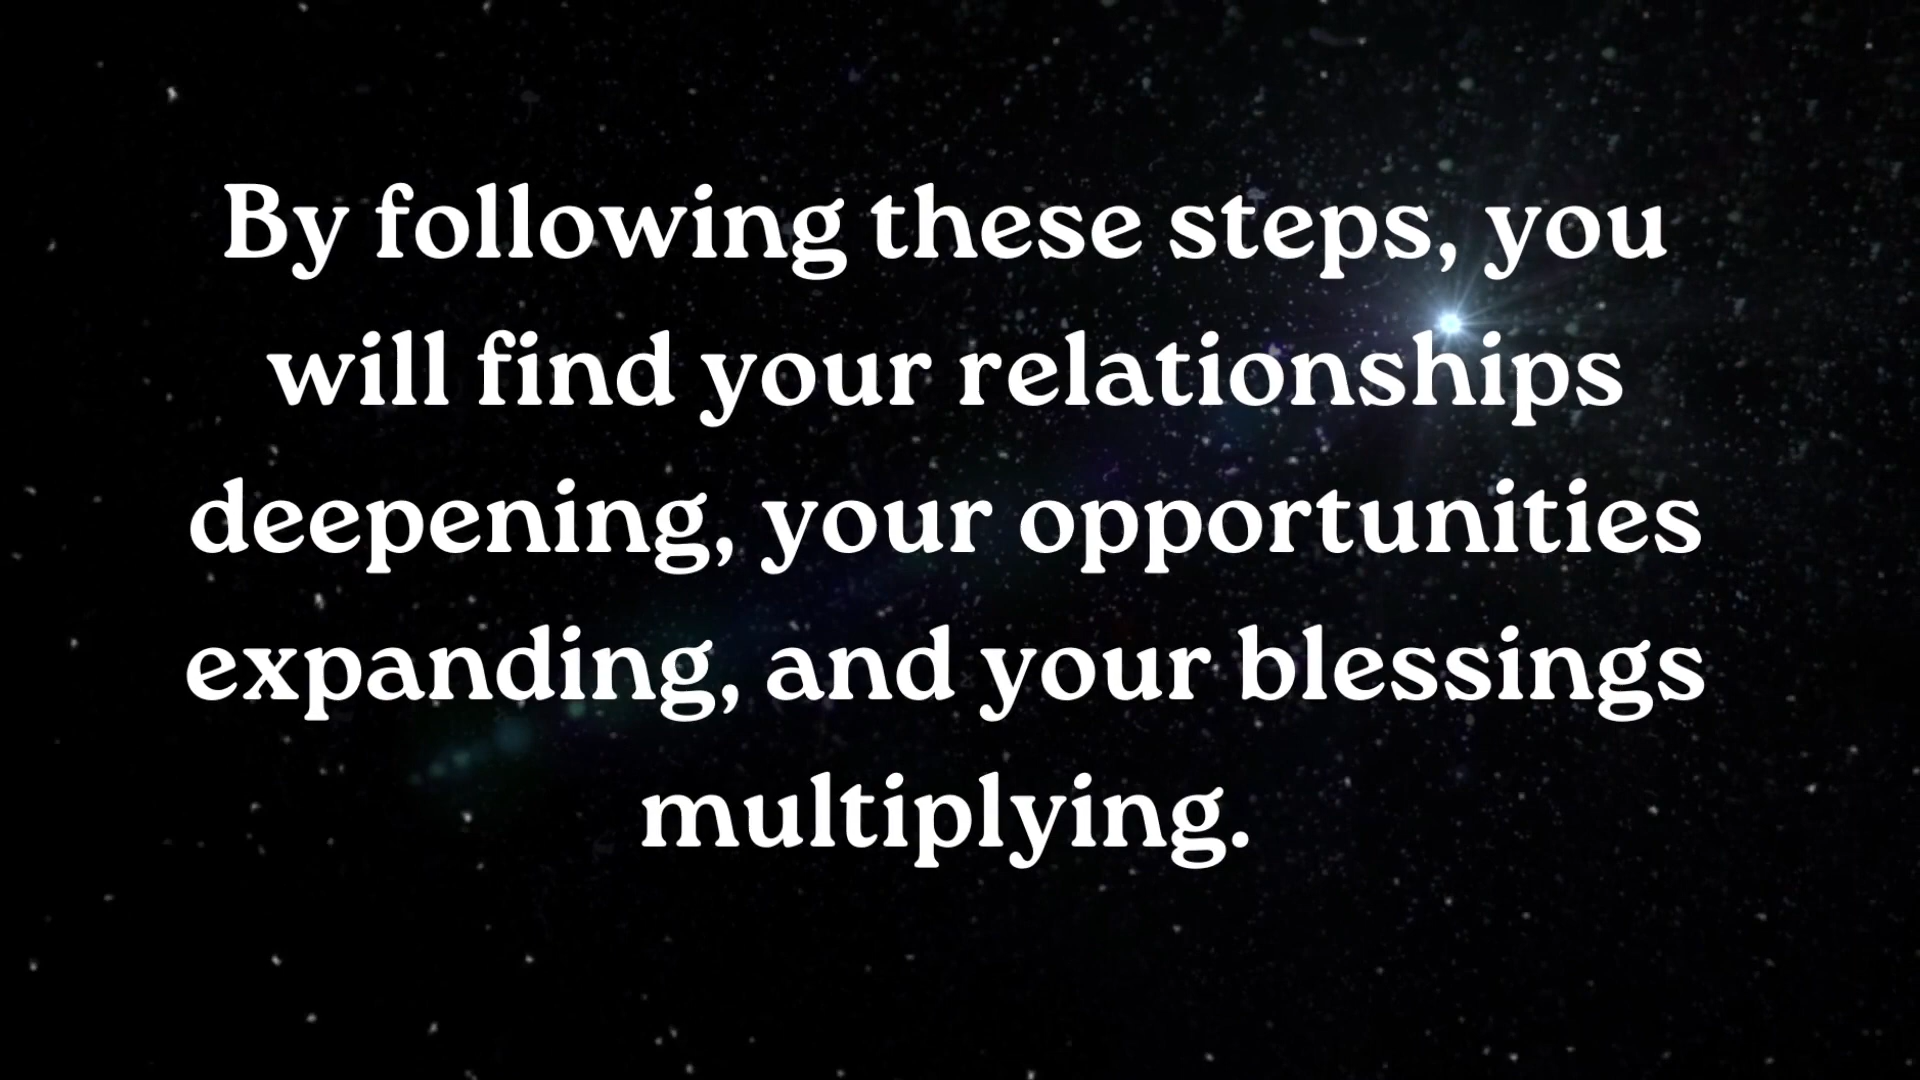 By following these steps, you
will find your relationships
deepening, your opportunities
expanding, and your blessings
multiplying.